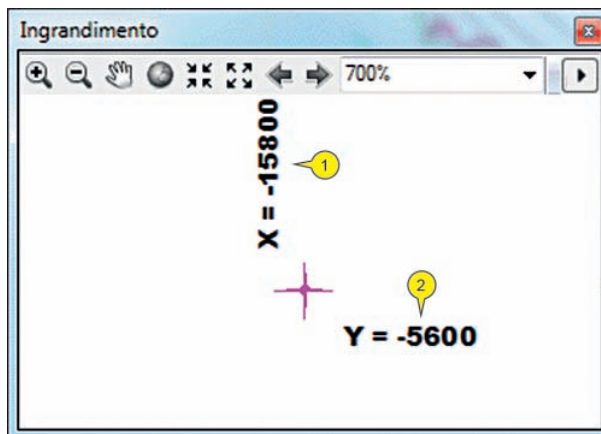 Ingrandimento
700%
X = -15800
1
2
Y = -5600